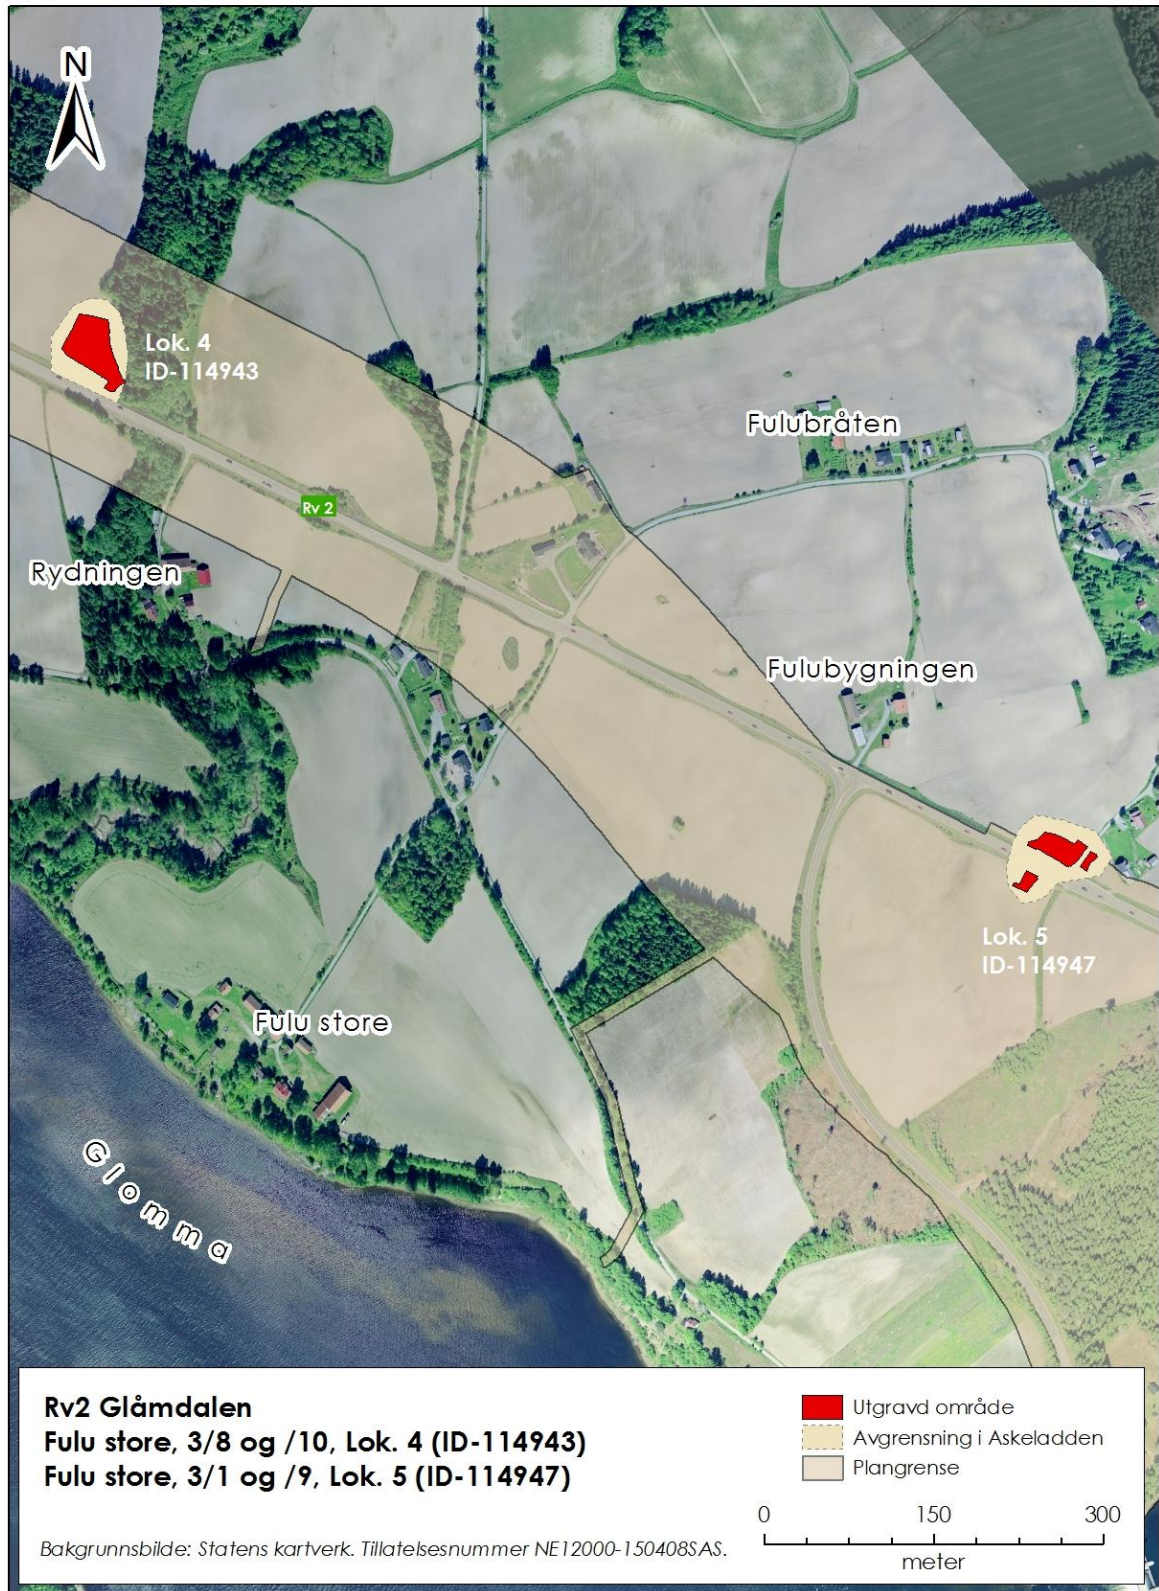 N
Lok. 4
ID-114943
Fulubråten
Rv 2
Rydningen
Fulubygningen
Lok. 5
ID-114947
Fulu store
Glomma
Rv2 Glåmdalen
Fulu store, 3/8 og /10, Lok. 4 (ID-114943)
Fulu store, 3/1 og /9, Lok. 5 (ID-114947)
Bakgrunnsbilde: Statens kartverk. Tillatelsesnummer NE12000-150408SAS.
Utgravd område
Avgrensning i Askeladden
Plangrense
0 150 300
meter